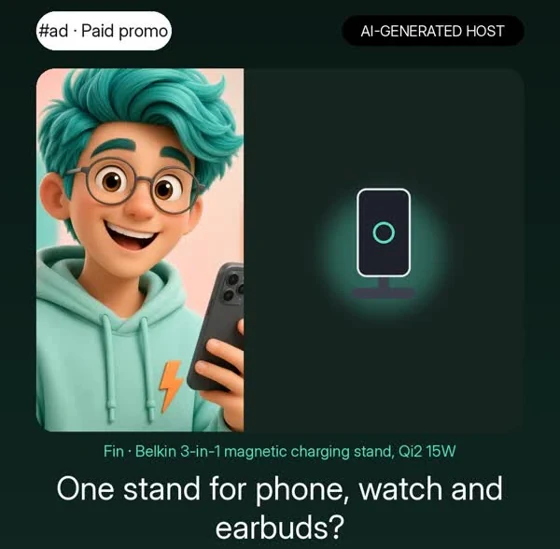 #ad · Paid promo
AI-GENERATED HOST
Fin · Belkin 3-in-1 magnetic charging stand, Qi2 15W
One stand for phone, watch and
earbuds?